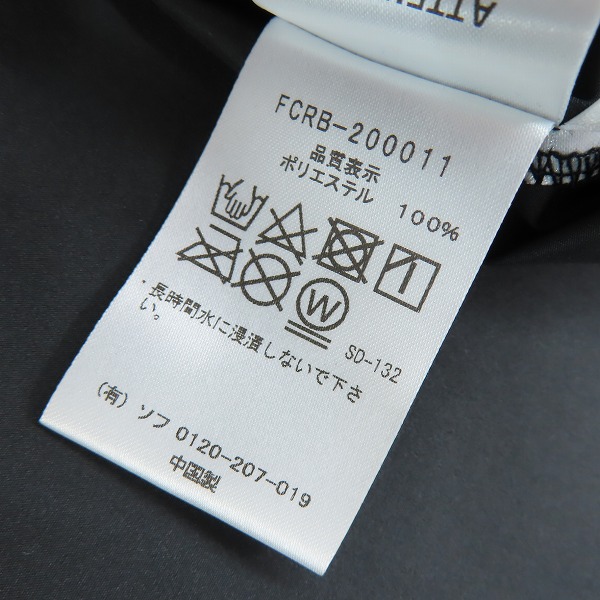 ATTE
FCRB-200011
品質表示
ポリエステル 100%
W
SD-132
・長時間水に浸漬しないで下さ
い。
(有) ソフ 0120-207-019
中国製